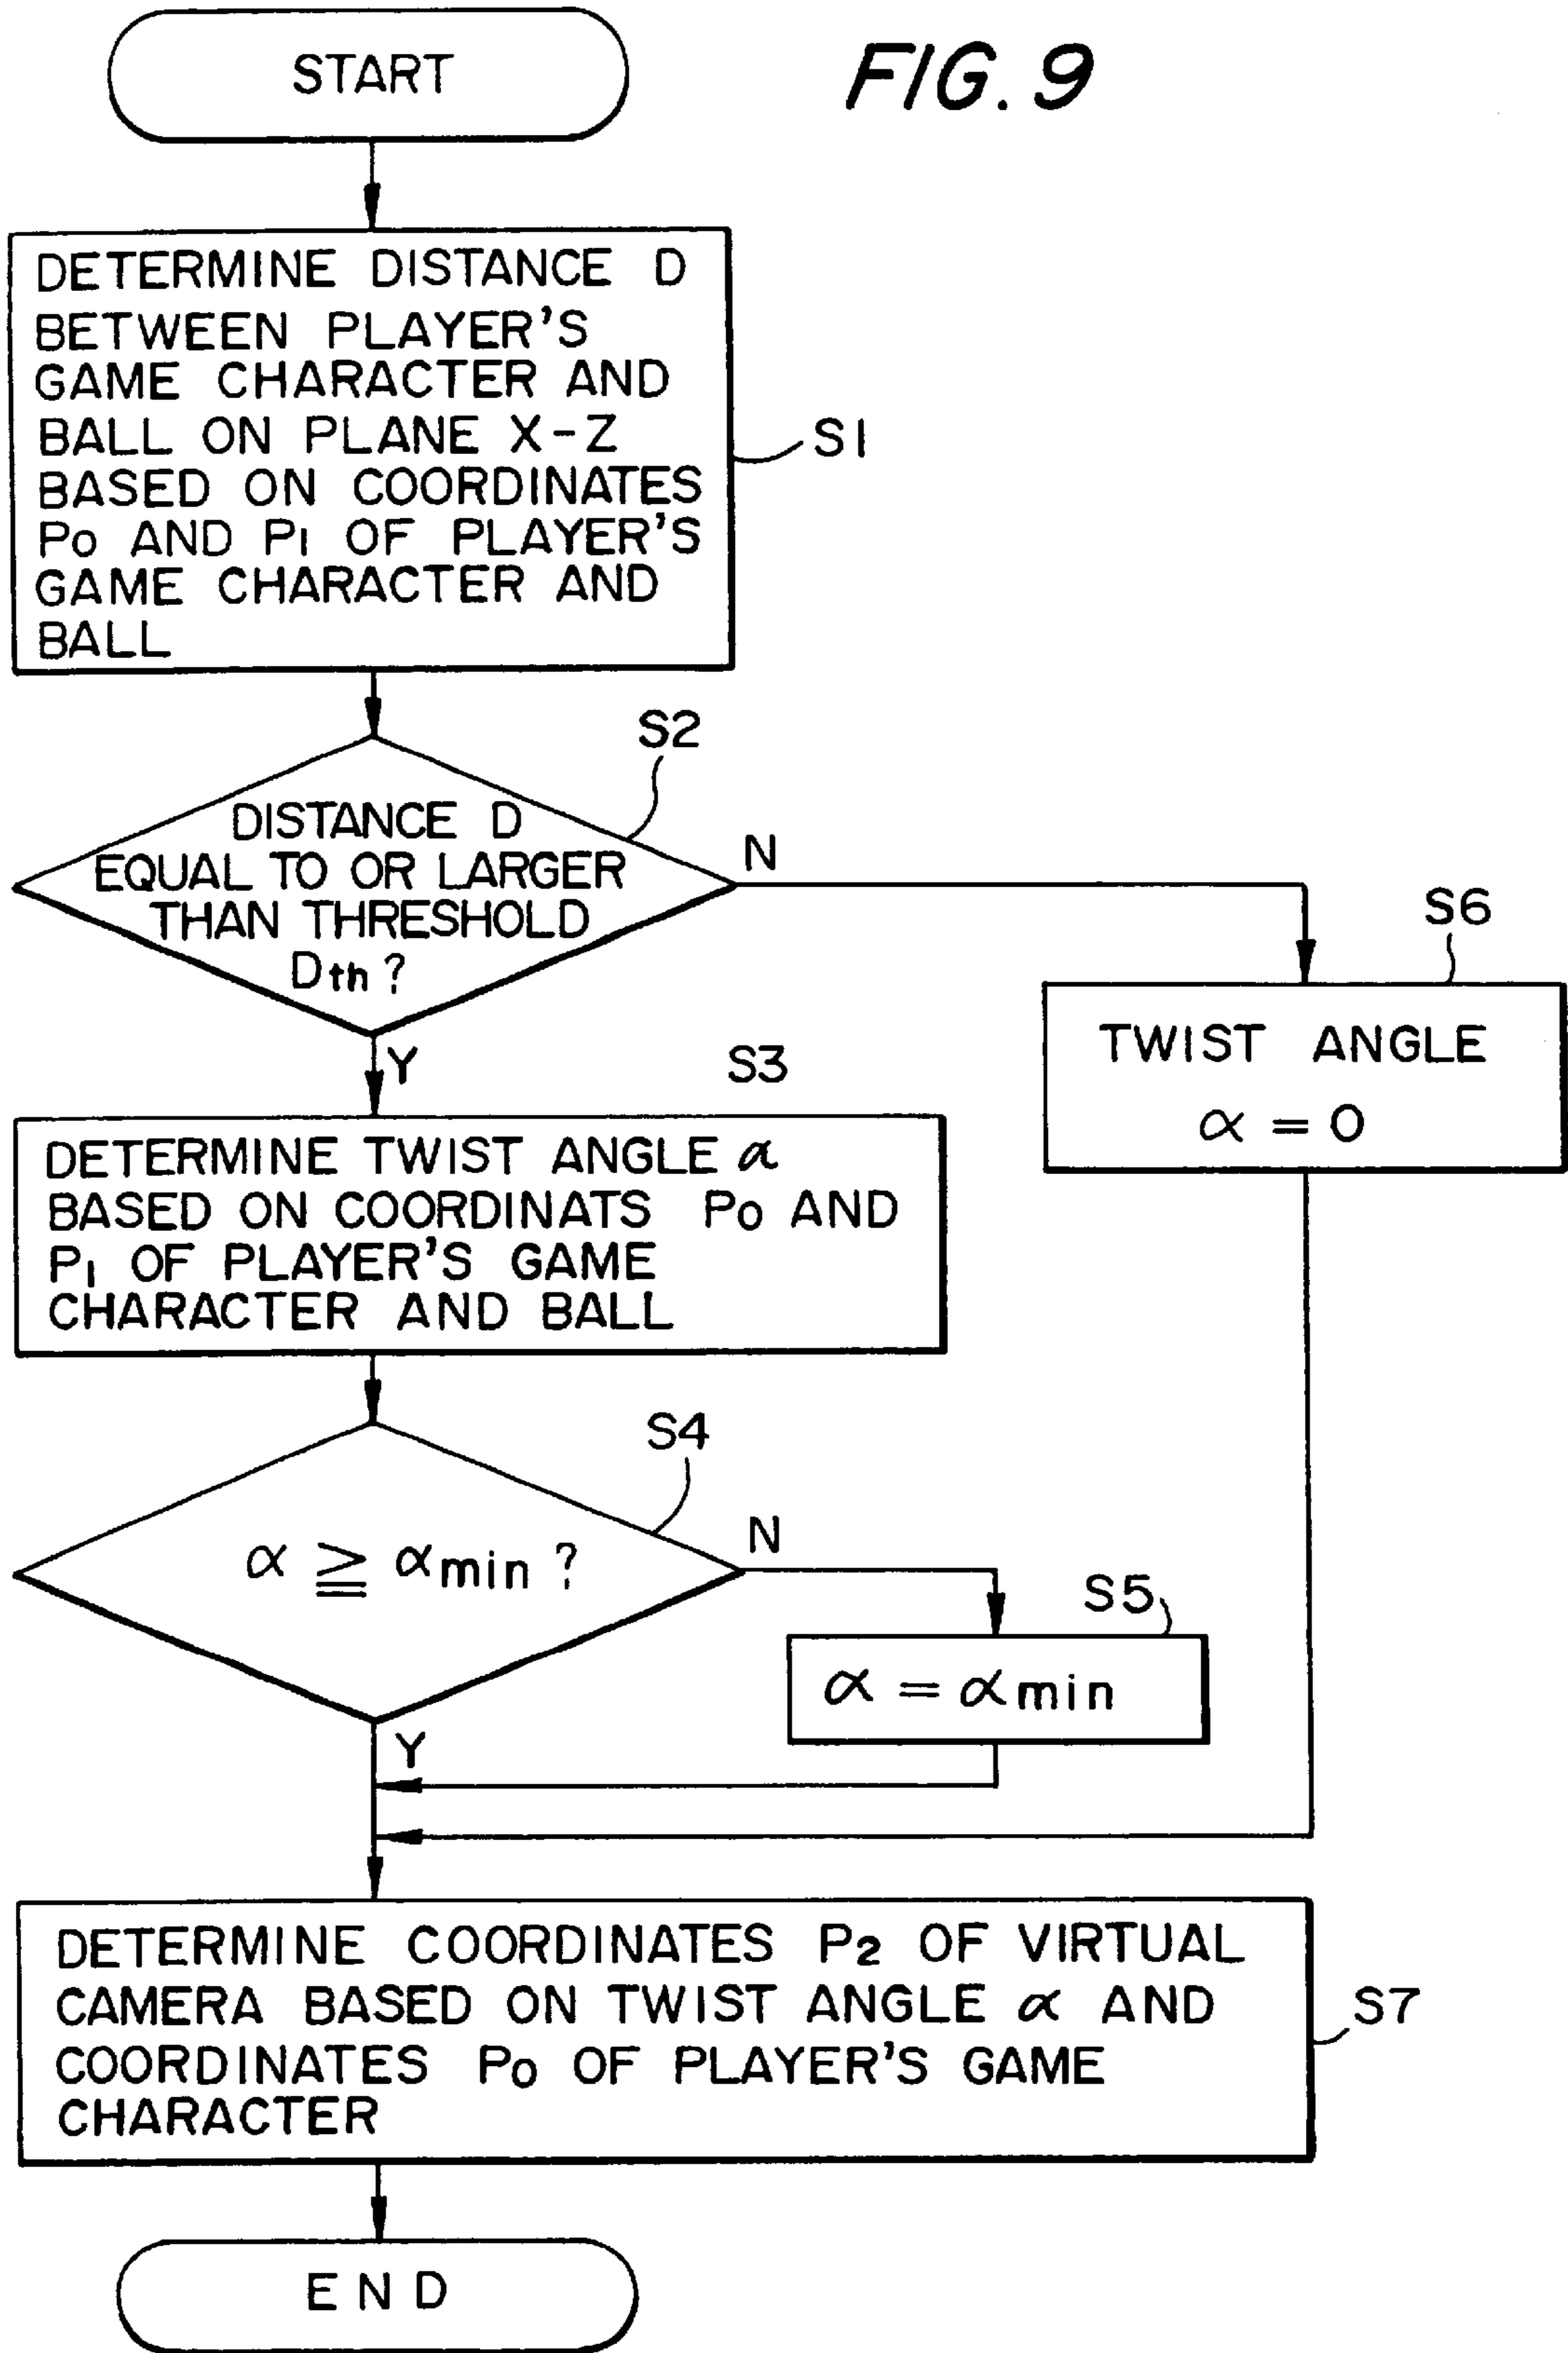 START
FIG. 9
DETERMINE DISTANCE D
BETWEEN PLAYER'S
GAME CHARACTER AND
BALL ON PLANE X-Z
BASED ON COORDINATES
P0 AND P1 OF PLAYER'S
GAME CHARACTER AND
BALL
S1
S2
DISTANCE D
EQUAL TO OR LARGER
THAN THRESHOLD
Dth?
N
Y
S6
TWIST ANGLE
α = 0
S3
DETERMINE TWIST ANGLE α
BASED ON COORDINATS P0 AND
P1 OF PLAYER'S GAME
CHARACTER AND BALL
S4
α ≧ αmin ?
N
Y
S5
α = αmin
DETERMINE COORDINATES P2 OF VIRTUAL
CAMERA BASED ON TWIST ANGLE α AND
COORDINATES P0 OF PLAYER'S GAME
CHARACTER
S7
END